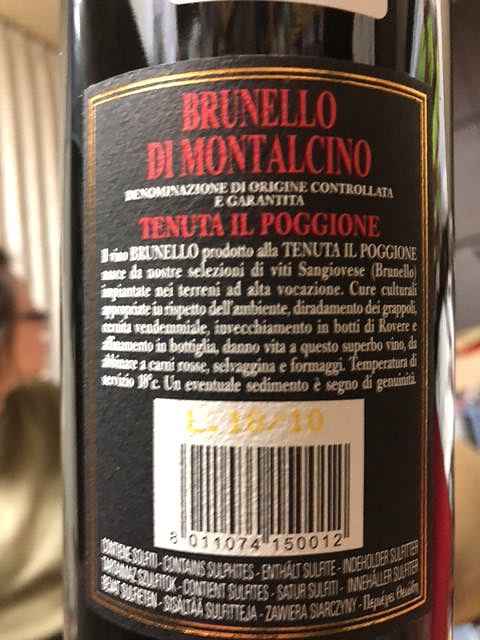 BRUNELLO
DI MONTALCINO
DENOMINAZIONE DI ORIGINE CONTROLLATA
E GARANTITA
TENUTA IL POGGIONE
Il vino BRUNELLO prodotto alla TENUTA IL POGGIONE
nasce da nostre selezioni di viti Sangiovese (Brunello)
impiantate nei terreni ad alta vocazione. Cure culturali
appropriate in rispetto dell'ambiente, diradamento dei grappoli,
cernita vendemmiale, invecchiamento in botti di Rovere e
affinamento in bottiglia, danno vita a questo superbo vino, da
abbinare a carni rosse, selvaggina e formaggi. Temperatura di
servizio 18°c. Un eventuale sedimento è segno di genuinità.
L. 18/10
8 011074 150012
CONTIENE SOLFITI - CONTAINS SULPHITES - ENTHÄLT SULFITE - INDEHOLDER SULFITTER
TARTALMAZ SZULFITOK - CONTIENT SULFITES - SATUR SULFITI - INNEHÅLLER SULFITER
BEVAT SULFIETEN - SISÄLTÄÄ SULFITTEJA - ZAWIERA SIARCZYNY - Περιέχει Θειώδη